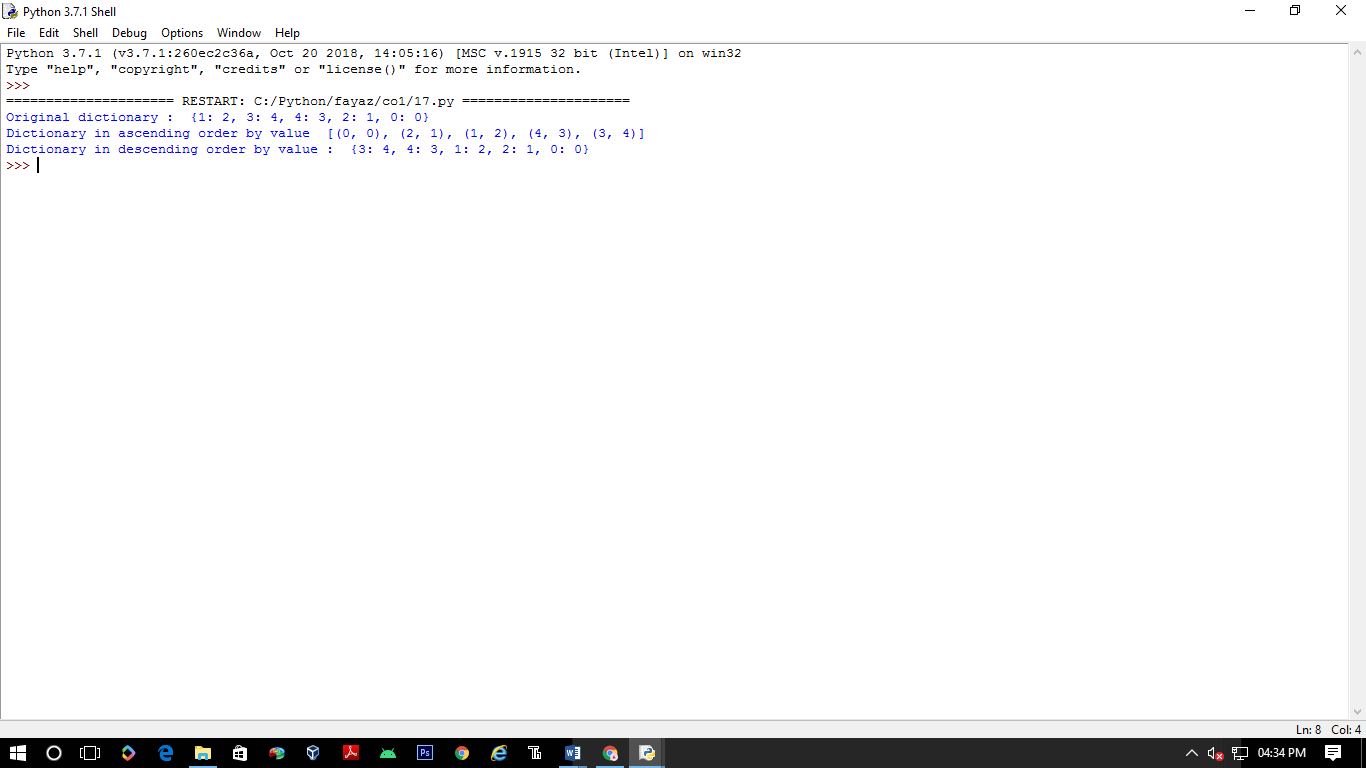 Python 3.7.1 Shell
File Edit Shell Debug Options Window Help
Python 3.7.1 (v3.7.1:260ec2c36a, Oct 20 2018, 14:05:16) [MSC v.1915 32 bit (Intel)] on win32
Type "help", "copyright", "credits" or "license()" for more information.
>>>
===================== RESTART: C:/Python/fayaz/co1/17.py =====================
Original dictionary :  {1: 2, 3: 4, 4: 3, 2: 1, 0: 0}
Dictionary in ascending order by value  [(0, 0), (2, 1), (1, 2), (4, 3), (3, 4)]
Dictionary in descending order by value :  {3: 4, 4: 3, 1: 2, 2: 1, 0: 0}
>>>
Ln: 8 Col: 4
Ps
04:34 PM